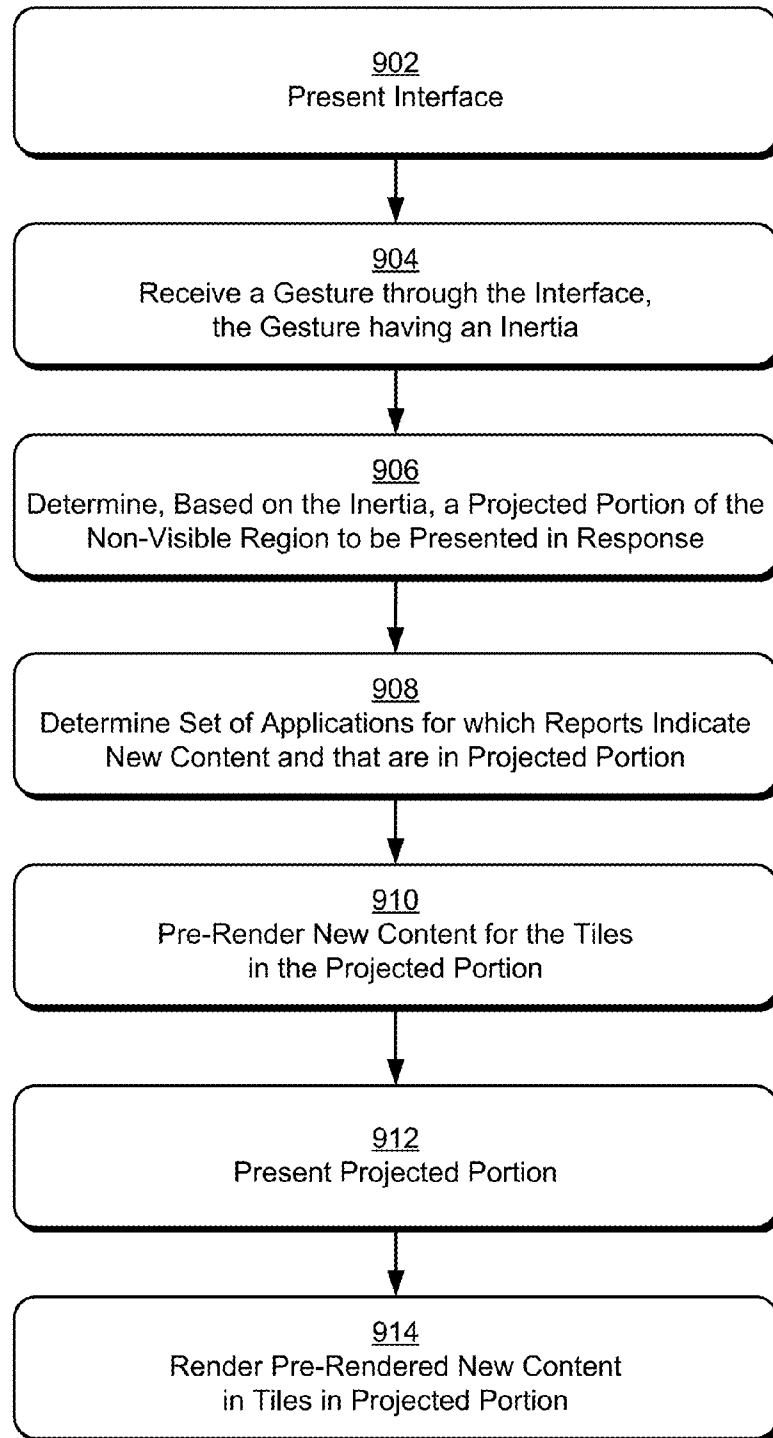 902
Present Interface
904
Receive a Gesture through the Interface,
the Gesture having an Inertia
906
Determine, Based on the Inertia, a Projected Portion of the
Non-Visible Region to be Presented in Response
908
Determine Set of Applications for which Reports Indicate
New Content and that are in Projected Portion
910
Pre-Render New Content for the Tiles
in the Projected Portion
912
Present Projected Portion
914
Render Pre-Rendered New Content
in Tiles in Projected Portion